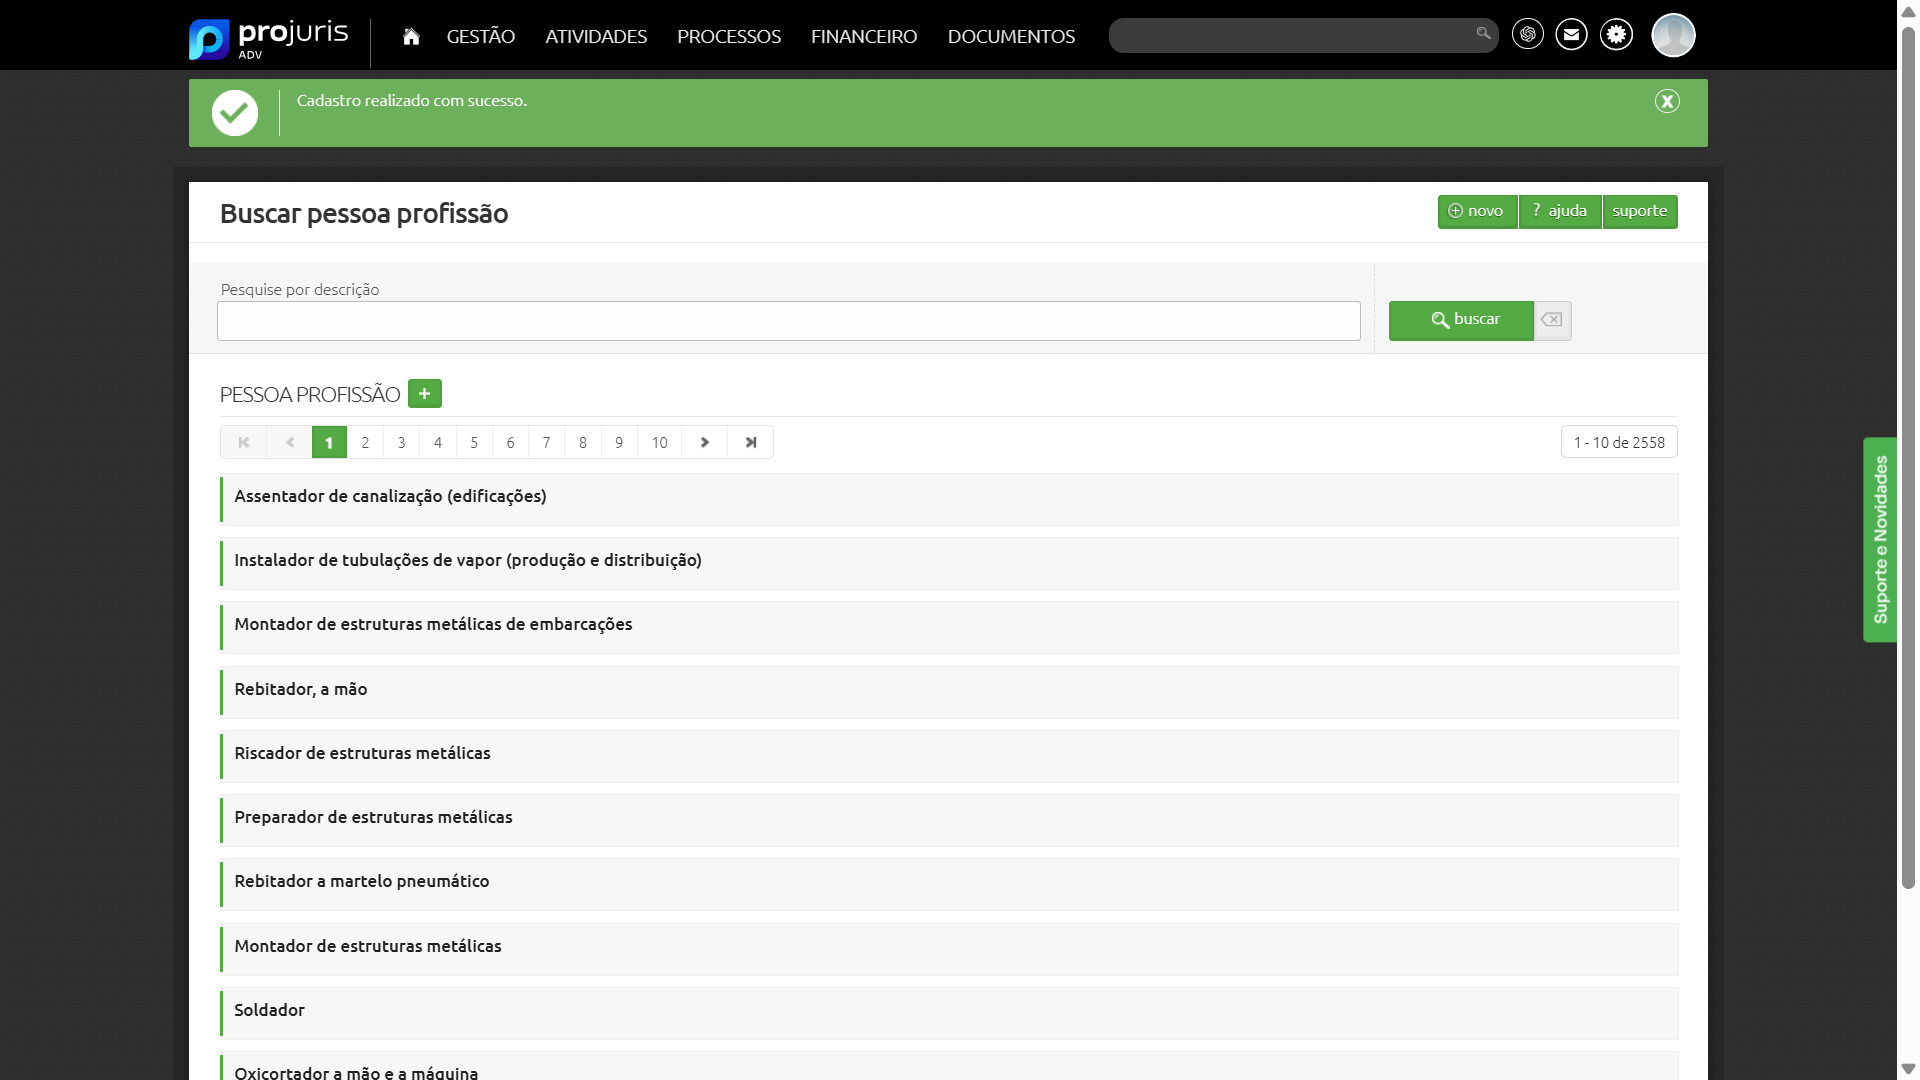 projuris
ADV
GESTÃO
ATIVIDADES
PROCESSOS
FINANCEIRO
DOCUMENTOS
Cadastro realizado com sucesso.
Buscar pessoa profissão
novo
? ajuda
suporte
Pesquise por descrição
buscar
PESSOA PROFISSÃO
1 2 3 4 5 6 7 8 9 10
1 - 10 de 2558
Assentador de canalização (edificações)
Instalador de tubulações de vapor (produção e distribuição)
Montador de estruturas metálicas de embarcações
Rebitador, a mão
Riscador de estruturas metálicas
Preparador de estruturas metálicas
Rebitador a martelo pneumático
Montador de estruturas metálicas
Soldador
Oxicortador a mão e a máquina
Suporte e Novidades